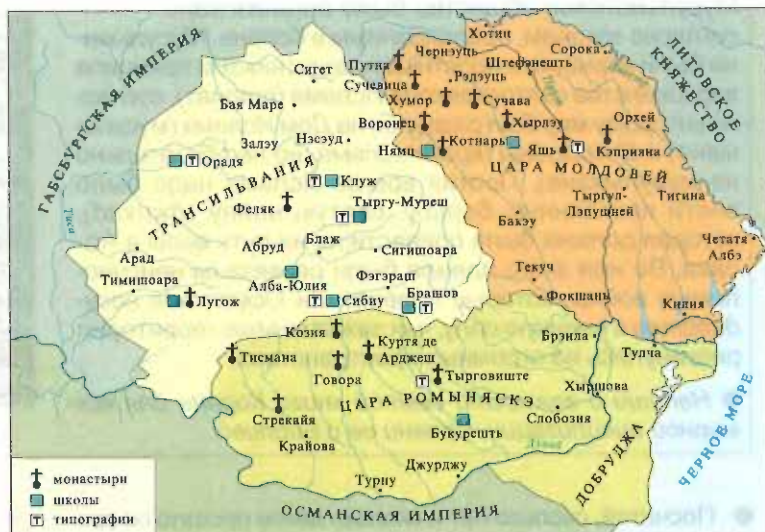 Хотин
Чернэуць
Сорока
Путна
Штефэнешть
ЛИТОВСКОЕ
КНЯЖЕСТВО
Рэдэуць
Сигет
Сучевица
ГАБСБУРГСКАЯ ИМПЕРИЯ
Хумор
Сучава
Бая Маре
Воронец
Хырлэу
Орхей
Залэу
Нэсэуд
Котнарь
Нямц
Яшь
Кэприяна
Т Орадя
ТРАНСИЛЬВАНИЯ
ЦАРА МОЛДОВЕЙ
Т Клуж
Тыргу-Муреш
Тыргул
Лэпушней
Тигина
Тиса
Феляк
Т
Бакэу
Абруд
Блаж
Сигишоара
Четатя
Албэ
Арад
Тимишоара
Алба-Юлия
Фэгэраш
Текуч
Лугож
Т Сибиу
Брашов
Т
Фокшань
Килия
Козия
Брэила
Тулча
Тисмана
Куртя де
Арджеш
Говора
Т Тырговиште
Хыршова
ЦАРА РОМЫНЯСКЭ
Стрекайя
Слобозия
Букурешть
Крайова
ДОБРУДЖА
ЧЕРНОЕ МОРЕ
Джурджу
Турну
ОСМАНСКАЯ ИМПЕРИЯ
монастыри
школы
Т типографии